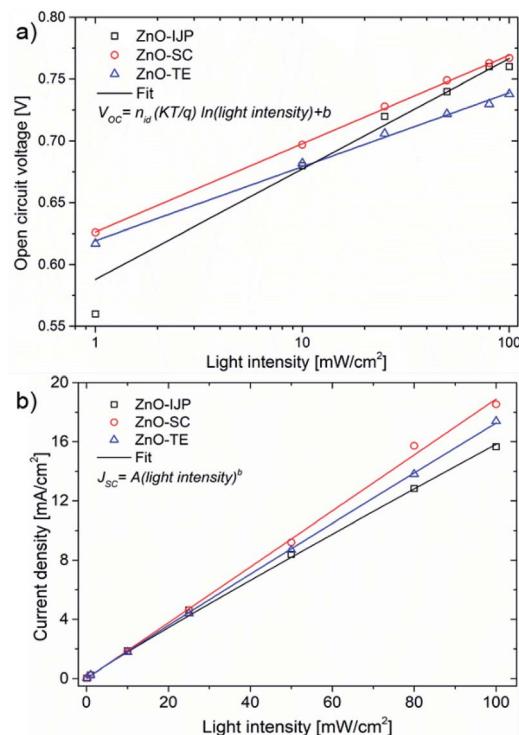 a)
0.80
0.75
0.70
0.65
0.60
0.55
Open circuit voltage [V]
ZnO-IJP
ZnO-SC
ZnO-TE
Fit
V_OC = n_id (KT/q) ln(light intensity)+b
1
10
100
Light intensity [mW/cm²]
b)
20
16
12
8
4
0
Current density [mA/cm²]
ZnO-IJP
ZnO-SC
ZnO-TE
Fit
J_SC = A(light intensity)^b
0
20
40
60
80
100
Light intensity [mW/cm²]